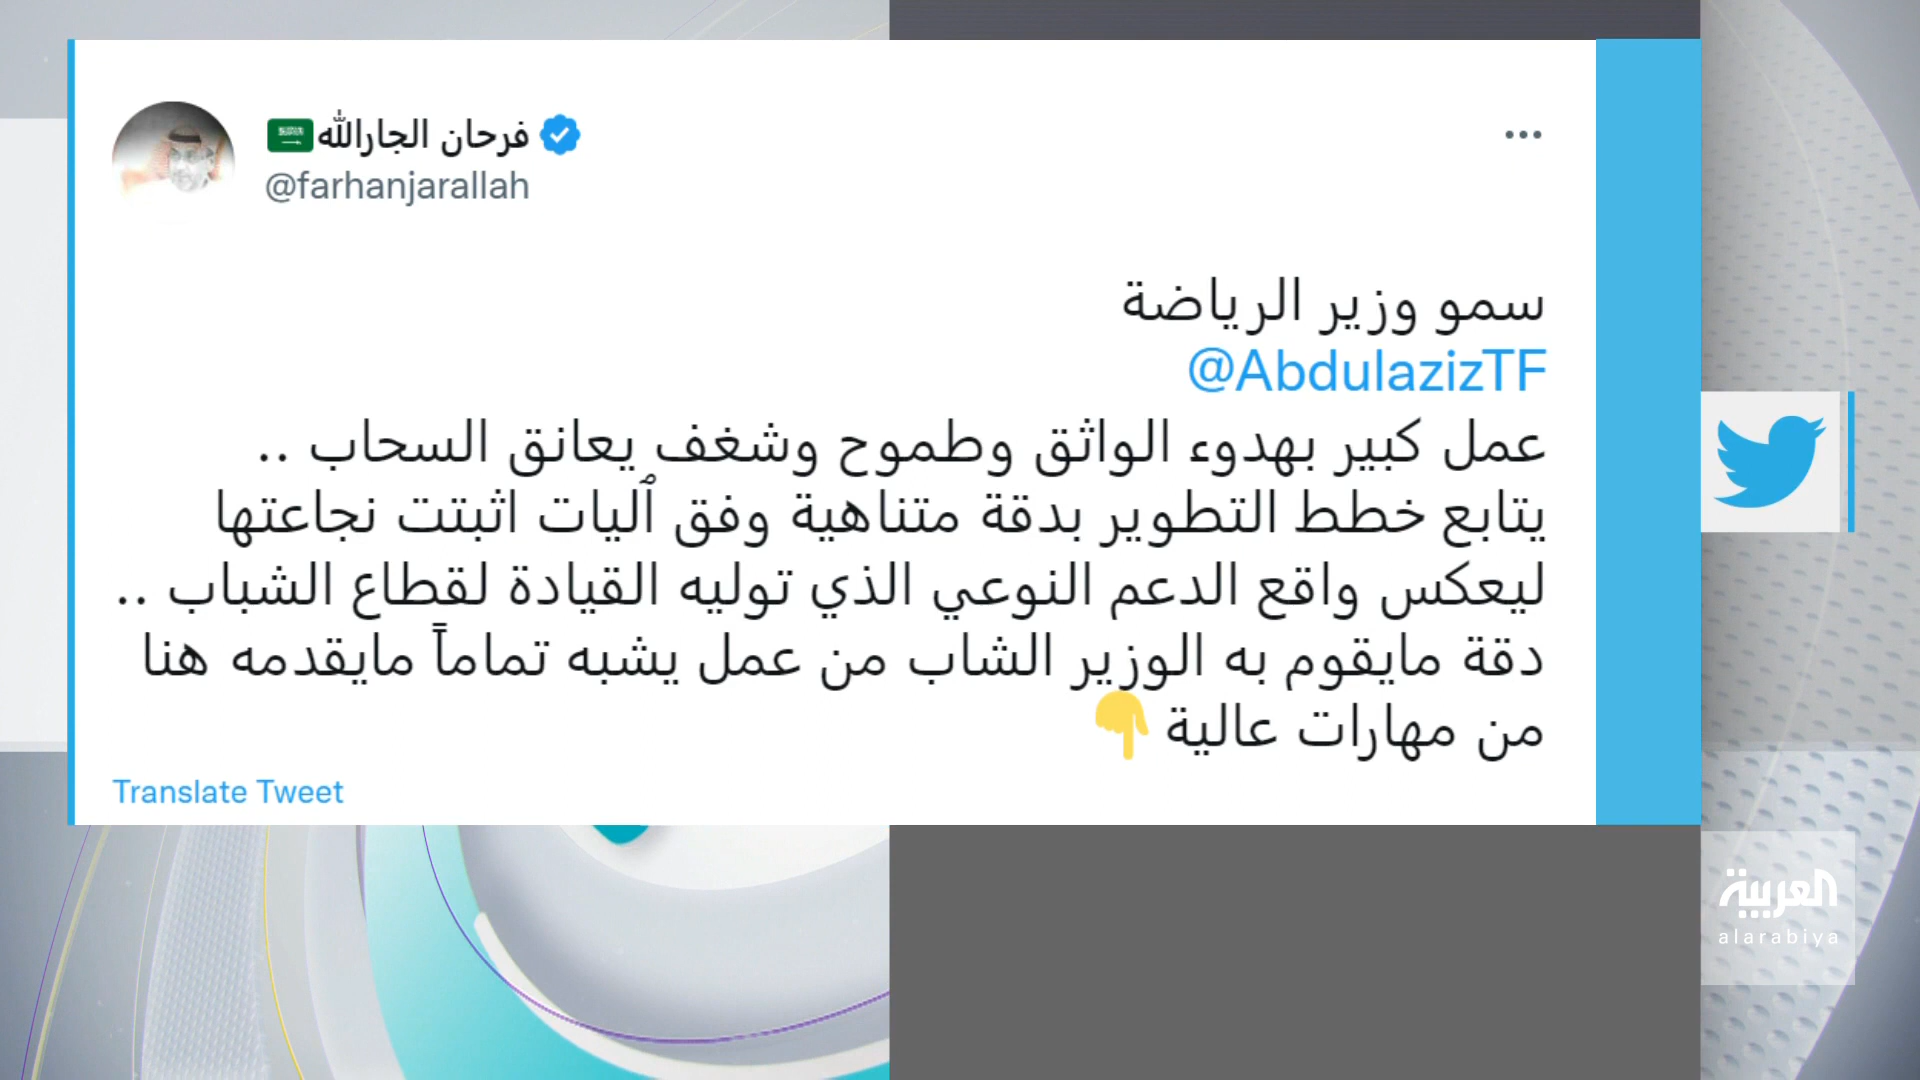 فرحان الجارالله
@farhanjarallah
سمو وزير الرياضة
@AbdulazizTF
عمل كبير بهدوء الواثق وطموح وشغف يعانق السحاب ..
يتابع خطط التطوير بدقة متناهية وفق ٱليات اثبتت نجاعتها
ليعكس واقع الدعم النوعي الذي توليه القيادة لقطاع الشباب ..
دقة مايقوم به الوزير الشاب من عمل يشبه تماماً مايقدمه هنا
من مهارات عالية 👇
Translate Tweet
العربية
alarabiya